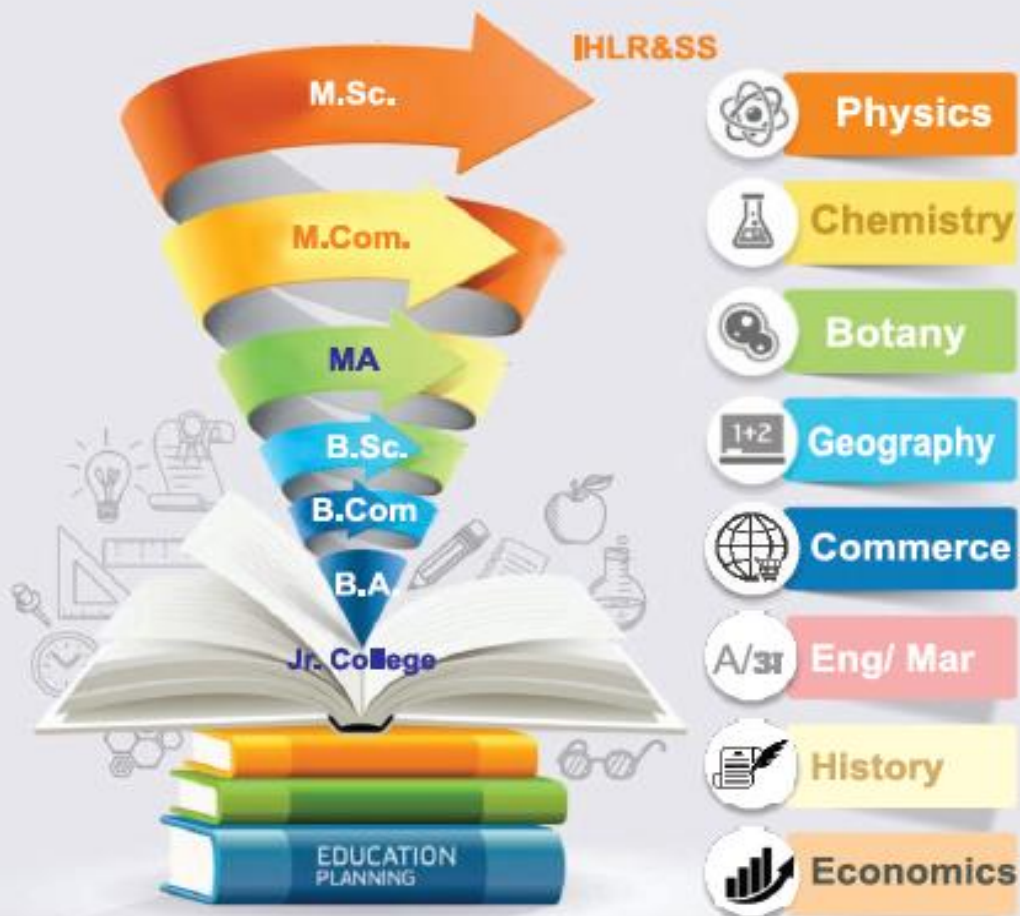 IHLR&SS
M.Sc.
M.Com.
MA
B.Sc.
B.Com
B.A.
Jr. College
EDUCATION
PLANNING
Physics
Chemistry
Botany
1+2
Geography
Commerce
A/अ
Eng/ Mar
History
Economics